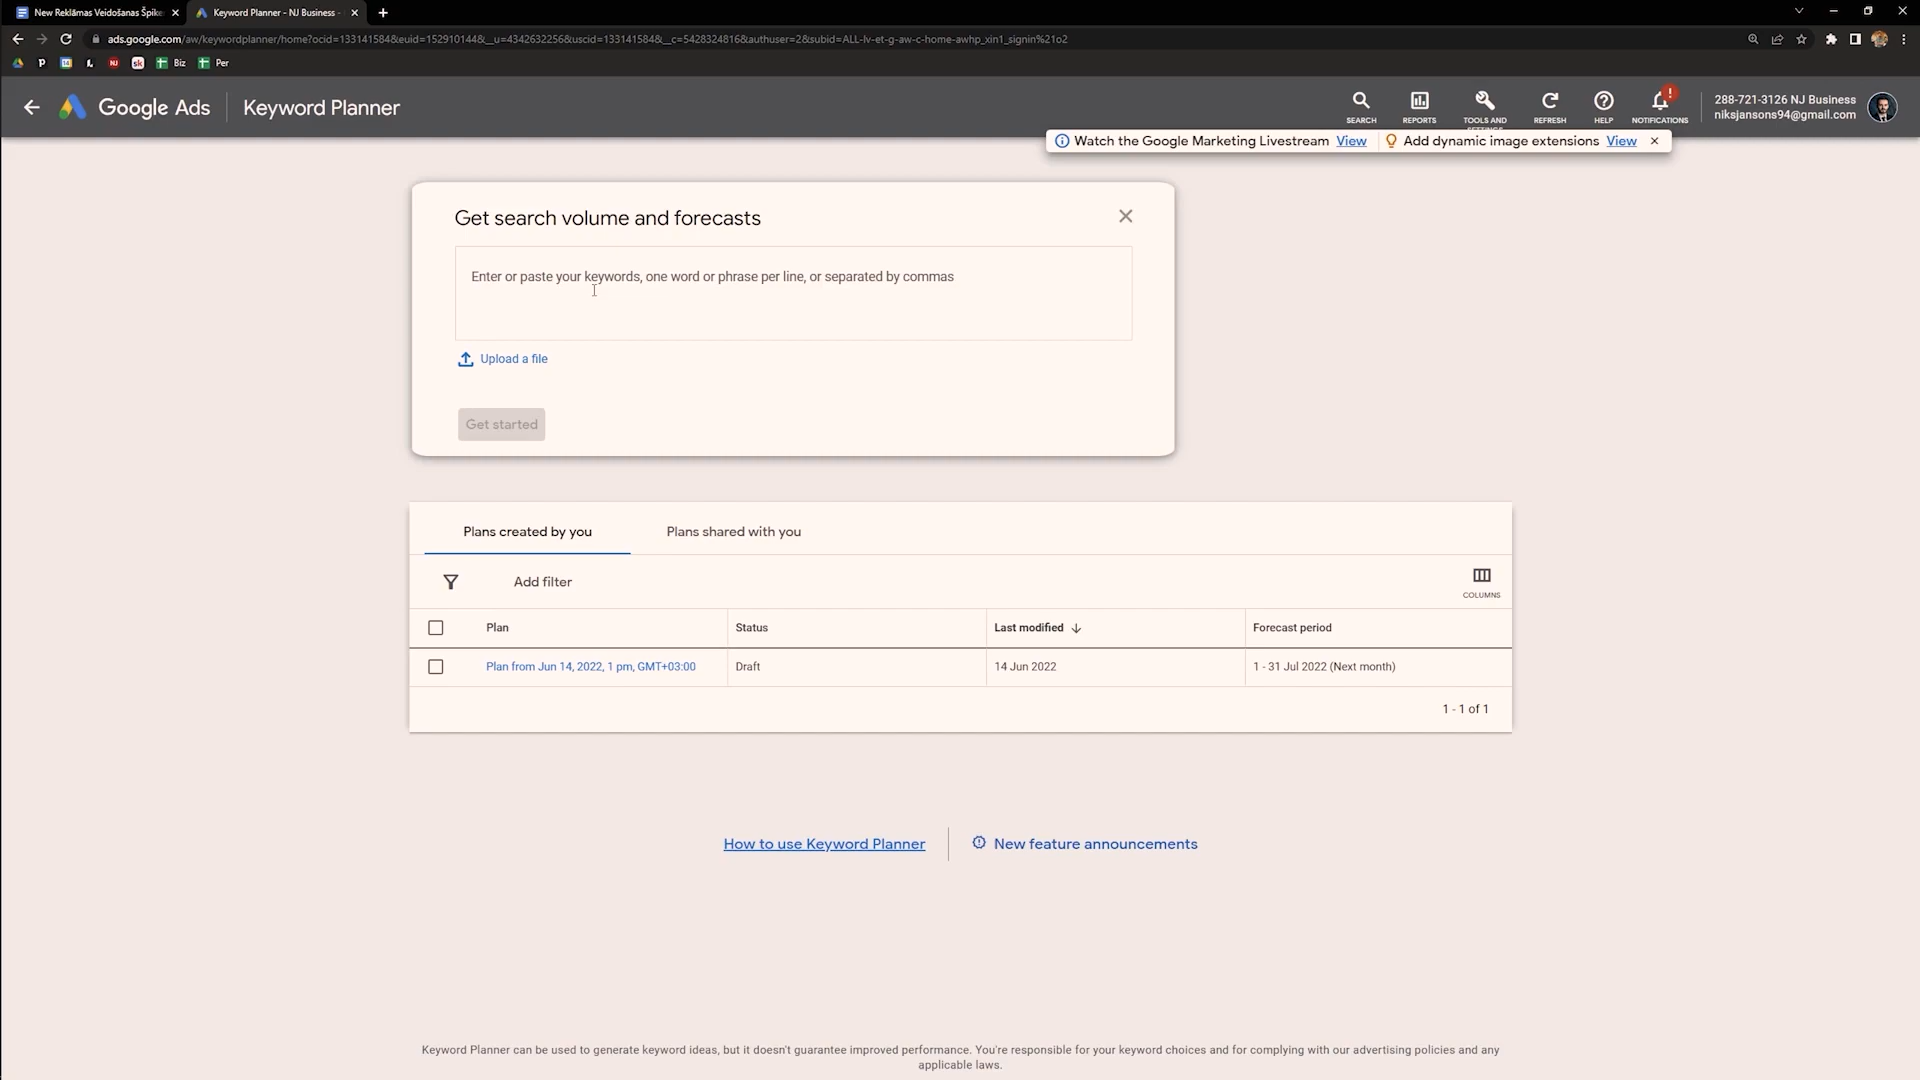 New Reklāmas Veidošanas Špike
Keyword Planner - NJ Business -
ads.google.com/aw/keywordplanner/home?ocid=133141584&euid=152910144&__u=4342632256&uscid=133141584&__c=5428324816&authuser=2&subid=ALL-lv-et-g-aw-c-home-awhp_xin1_signin%21o2
Biz
Per
Google Ads
Keyword Planner
SEARCH
REPORTS
TOOLS AND
REFRESH
HELP
NOTIFICATIONS
288-721-3126 NJ Business
niksjansons94@gmail.com
Watch the Google Marketing Livestream View
Add dynamic image extensions View
Get search volume and forecasts
Enter or paste your keywords, one word or phrase per line, or separated by commas
Upload a file
Get started
Plans created by you
Plans shared with you
Add filter
COLUMNS
Plan
Status
Last modified
Forecast period
Plan from Jun 14, 2022, 1 pm, GMT+03:00
Draft
14 Jun 2022
1 - 31 Jul 2022 (Next month)
1 - 1 of 1
How to use Keyword Planner
New feature announcements
Keyword Planner can be used to generate keyword ideas, but it doesn't guarantee improved performance. You're responsible for your keyword choices and for complying with our advertising policies and any
applicable laws.